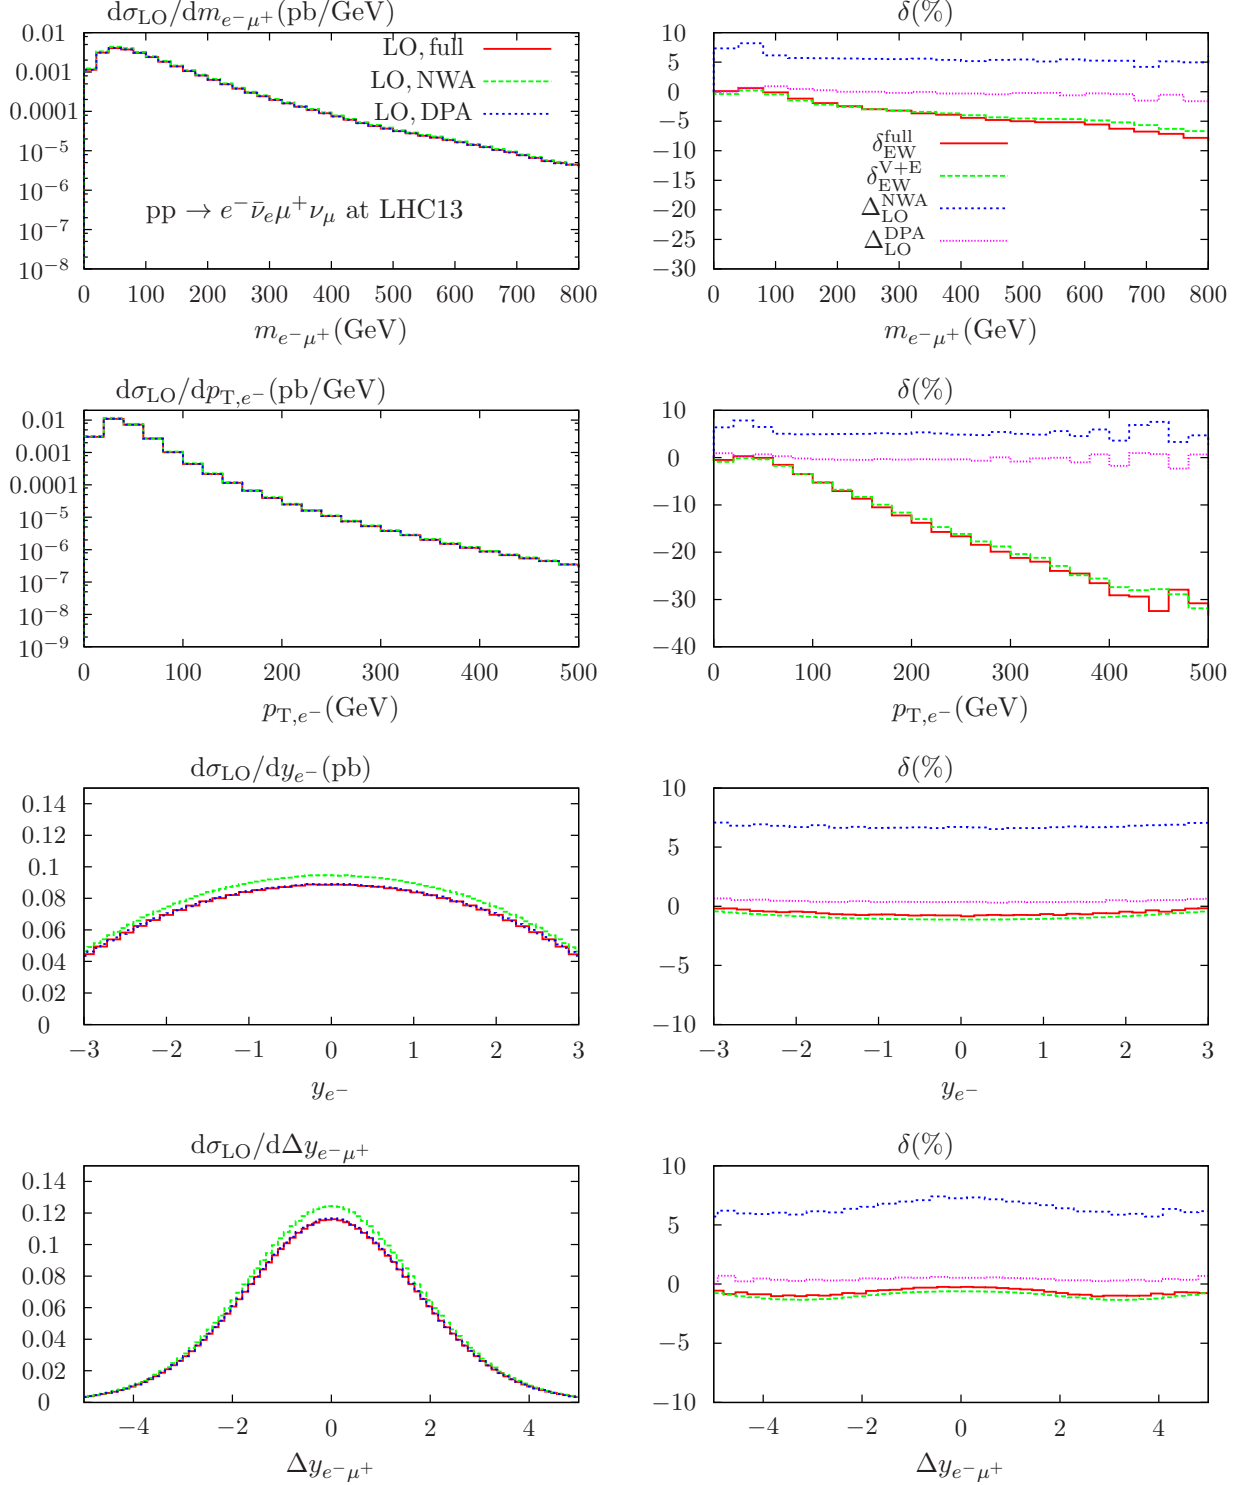 dσ_LO/dm_{e⁻μ⁺}(pb/GeV)
0.01
0.001
0.0001
10⁻⁵
10⁻⁶
10⁻⁷
10⁻⁸
LO, full
LO, NWA
LO, DPA
pp → e⁻ν̄_eμ⁺ν_μ at LHC13
0 100 200 300 400 500 600 700 800
m_{e⁻μ⁺}(GeV)
δ(%)
10
5
0
−5
−10
−15
−20
−25
−30
δ_EW^full
δ_EW^{V+E}
Δ_LO^NWA
Δ_LO^DPA
0 100 200 300 400 500 600 700 800
m_{e⁻μ⁺}(GeV)
dσ_LO/dp_{T,e⁻}(pb/GeV)
0.01
0.001
0.0001
10⁻⁵
10⁻⁶
10⁻⁷
10⁻⁸
10⁻⁹
0 100 200 300 400 500
p_{T,e⁻}(GeV)
δ(%)
10
0
−10
−20
−30
−40
0 100 200 300 400 500
p_{T,e⁻}(GeV)
dσ_LO/dy_{e⁻}(pb)
0.14
0.12
0.1
0.08
0.06
0.04
0.02
0
−3 −2 −1 0 1 2 3
y_{e⁻}
δ(%)
10
5
0
−5
−10
−3 −2 −1 0 1 2 3
y_{e⁻}
dσ_LO/dΔy_{e⁻μ⁺}
0.14
0.12
0.1
0.08
0.06
0.04
0.02
0
−4 −2 0 2 4
Δy_{e⁻μ⁺}
δ(%)
10
5
0
−5
−10
−4 −2 0 2 4
Δy_{e⁻μ⁺}